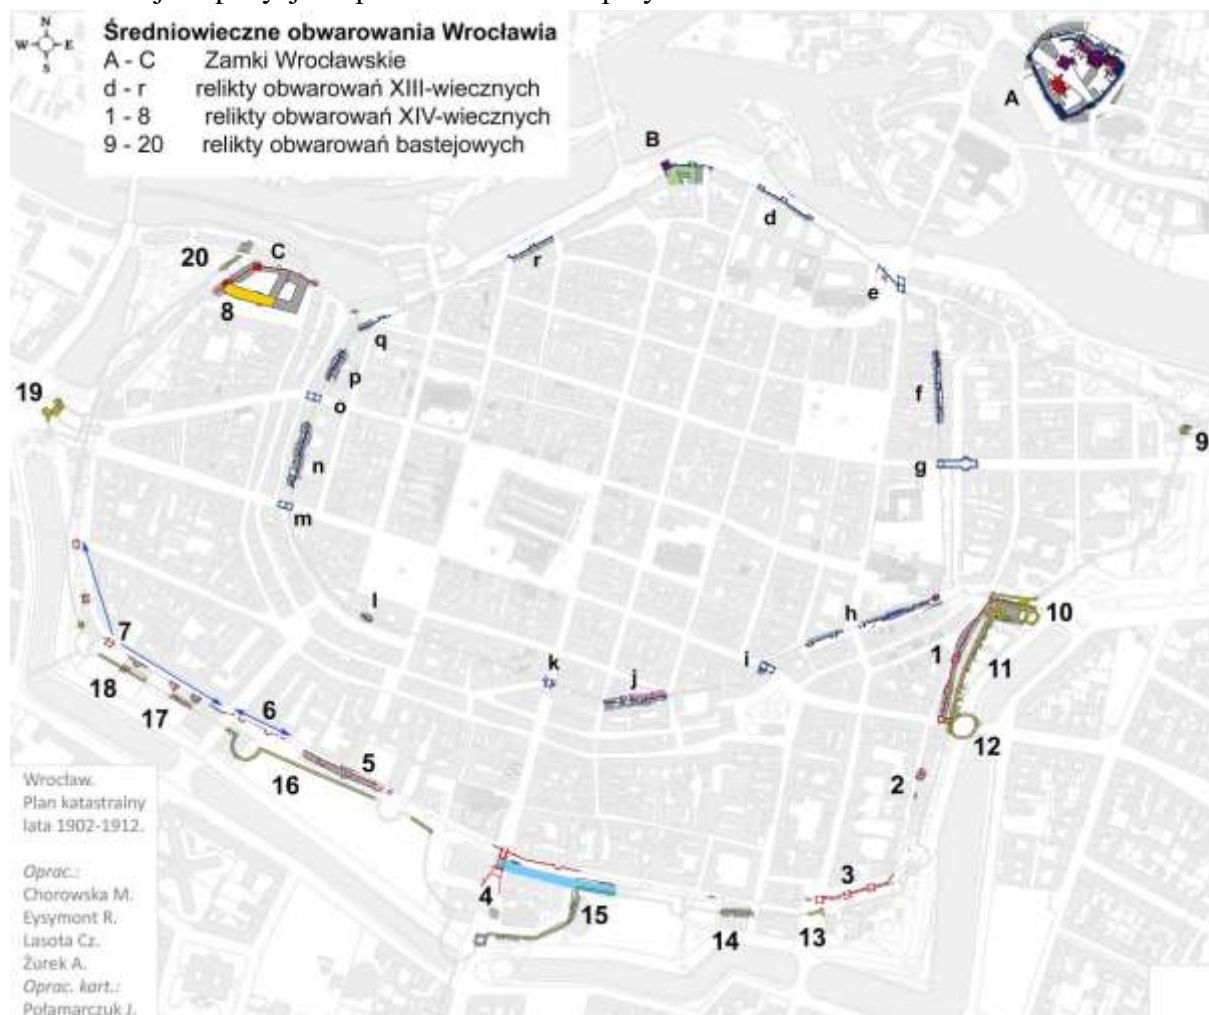 N
W E
S
Średniowieczne obwarowania Wrocławia
A - C Zamki Wrocławskie
d - r relikty obwarowań XIII-wiecznych
1 - 8 relikty obwarowań XIV-wiecznych
9 - 20 relikty obwarowań bastejowych
A
B
d
C
20
r
e
8
q
p
19
o
f
9
n
g
m
l
h
10
7
k
i
1
11
j
18
6
17
12
5
2
16
3
4
15
14
13
Wrocław.
Plan katastralny
lata 1902-1912.
Oprac.:
Chorowska M.
Eysymont R.
Lasota Cz.
Żurek A.
Oprac. kart.:
Połamarczuk J.